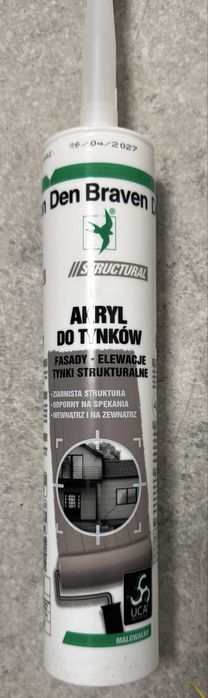 26/04/2027
Den Braven
STRUCTURAL
AKRYL
DO TYNKÓW
FASADY - ELEWACJE
TYNKI STRUKTURALNE
• ZIARNISTA STRUKTURA
• ODPORNY NA SPĘKANIA
• WEWNĄTRZ I NA ZEWNĄTRZ
UCA
MALOWALNY